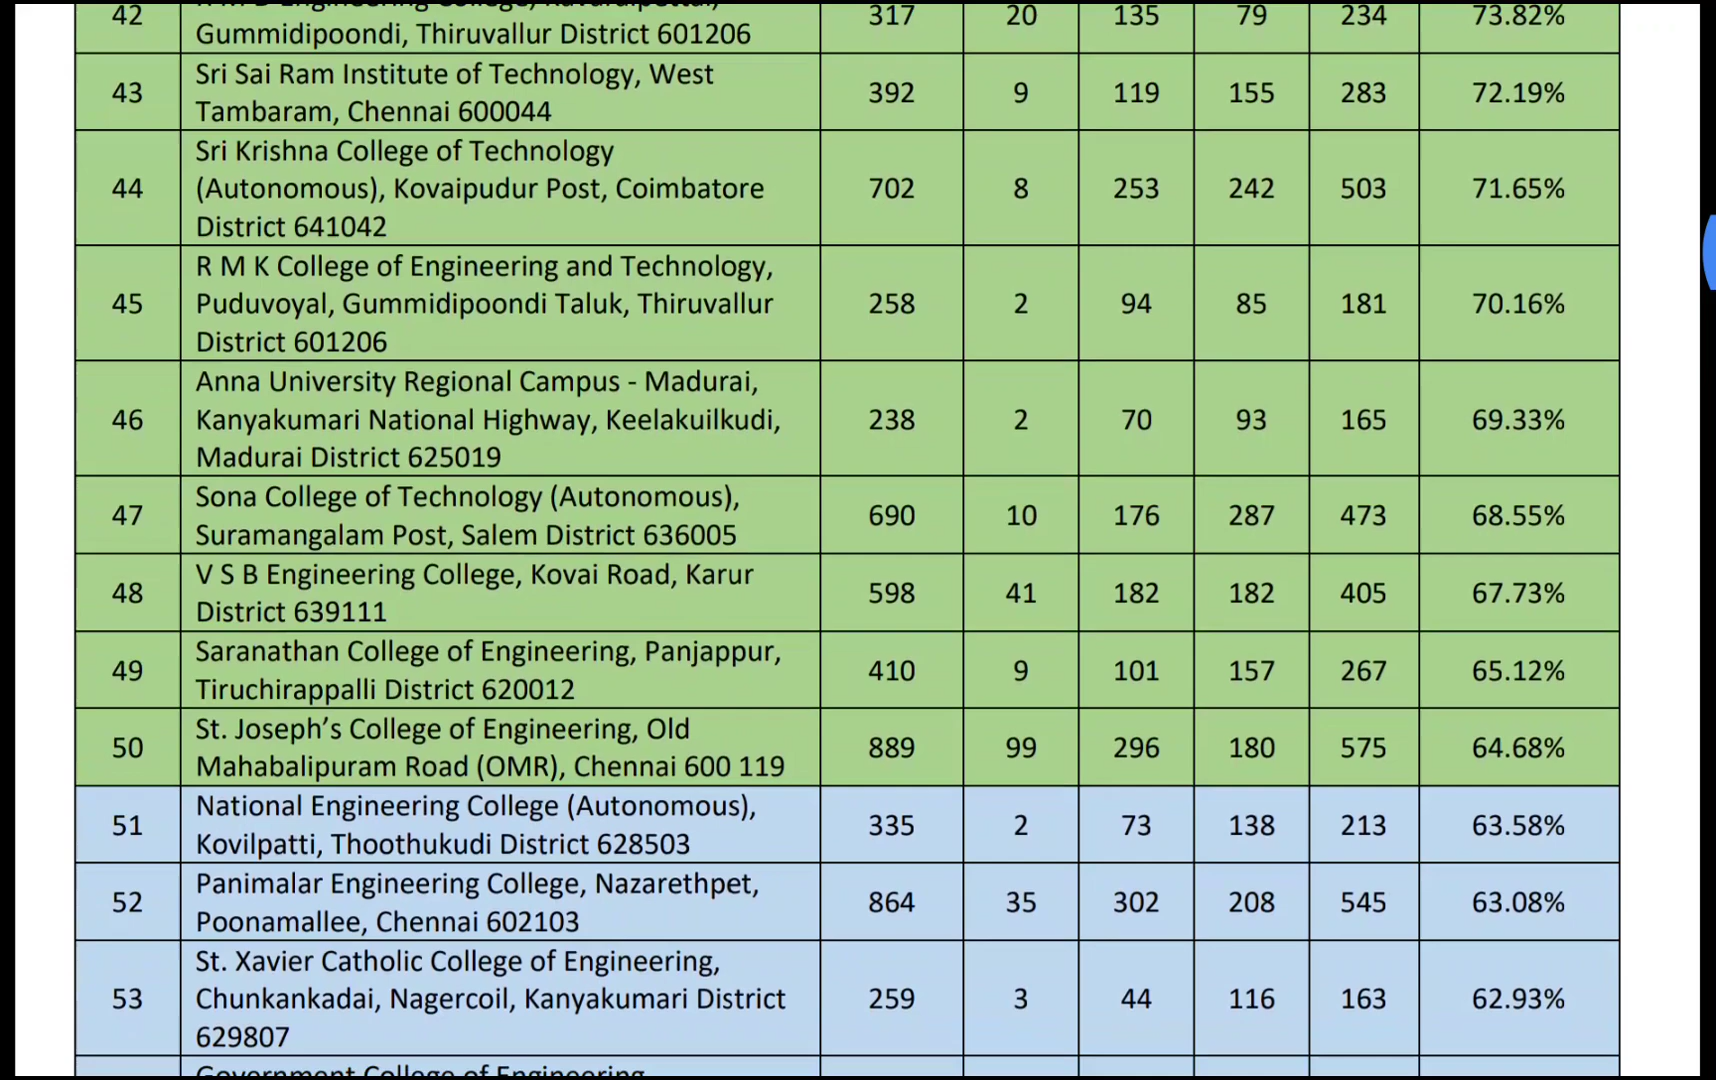 42
Engineering College,
Gummidipoondi, Thiruvallur District 601206
317 20 135 79 234 73.82%
43
Sri Sai Ram Institute of Technology, West
Tambaram, Chennai 600044
392 9 119 155 283 72.19%
44
Sri Krishna College of Technology
(Autonomous), Kovaipudur Post, Coimbatore
District 641042
702 8 253 242 503 71.65%
45
R M K College of Engineering and Technology,
Puduvoyal, Gummidipoondi Taluk, Thiruvallur
District 601206
258 2 94 85 181 70.16%
46
Anna University Regional Campus - Madurai,
Kanyakumari National Highway, Keelakuilkudi,
Madurai District 625019
238 2 70 93 165 69.33%
47
Sona College of Technology (Autonomous),
Suramangalam Post, Salem District 636005
690 10 176 287 473 68.55%
48
V S B Engineering College, Kovai Road, Karur
District 639111
598 41 182 182 405 67.73%
49
Saranathan College of Engineering, Panjappur,
Tiruchirappalli District 620012
410 9 101 157 267 65.12%
50
St. Joseph’s College of Engineering, Old
Mahabalipuram Road (OMR), Chennai 600 119
889 99 296 180 575 64.68%
51
National Engineering College (Autonomous),
Kovilpatti, Thoothukudi District 628503
335 2 73 138 213 63.58%
52
Panimalar Engineering College, Nazarethpet,
Poonamallee, Chennai 602103
864 35 302 208 545 63.08%
53
St. Xavier Catholic College of Engineering,
Chunkankadai, Nagercoil, Kanyakumari District
629807
259 3 44 116 163 62.93%
Government College of Engineering